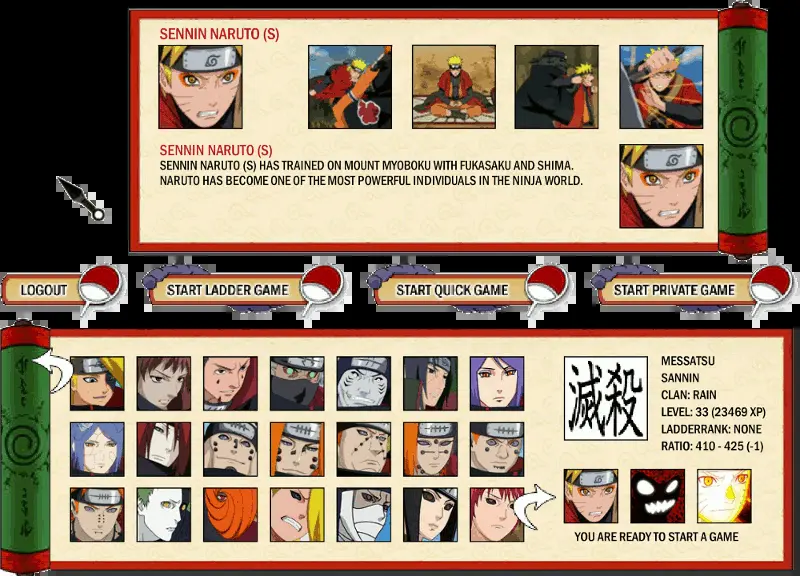 SENNIN NARUTO (S)
SENNIN NARUTO (S)
SENNIN NARUTO (S) HAS TRAINED ON MOUNT MYOBOKU WITH FUKASAKU AND SHIMA.
NARUTO HAS BECOME ONE OF THE MOST POWERFUL INDIVIDUALS IN THE NINJA WORLD.
LOGOUT
START LADDER GAME
START QUICK GAME
START PRIVATE GAME
滅殺
MESSATSU
SANNIN
CLAN: RAIN
LEVEL: 33 (23469 XP)
LADDERRANK: NONE
RATIO: 410 - 425 (-1)
YOU ARE READY TO START A GAME